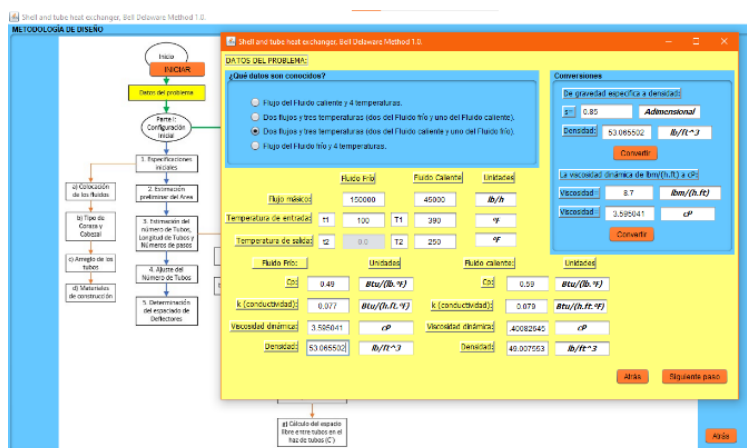 Shell and tube heat exchanger, Bell Delaware Method 1.0.
METODOLOGÍA DE DISEÑO
Inicio
INICIAR
Datos del problema
Parte I:
Configuración
Inicial
1. Especificaciones
iniciales
a) Colocación
de los fluidos
2. Estimación
preliminar del Area
b) Tipo de
Coraza y
Cabezal
3. Estimación del
número de Tubos,
Longitud de Tubos y
Números de pasos
c) Arreglo de los
tubos
4. Ajuste del
Número de Tubos
d) Materiales
de construcción
5. Determinación
del espaciado de
Deflectores
g) Cálculo del espacio
libre entre tubos en el
haz de tubos (C')
Atrás
Shell and tube heat exchanger, Bell Delaware Method 1.0.
DATOS DEL PROBLEMA:
¿Qué datos son conocidos?
Flujo del Fluido caliente y 4 temperaturas.
Dos flujos y tres temperaturas (dos del Fluido frío y uno del Fluido caliente).
Dos flujos y tres temperaturas (dos del Fluido caliente y uno del Fluido frío).
Flujo del Fluido frío y 4 temperaturas.
Conversiones
De gravedad específica a densidad:
s= 0.85 Adimensional
Densidad: 53.065502 lb/ft^3
Convertir
La viscosidad dinámica de lbm/(h.ft) a cP:
Viscosidad 8.7 lbm/(h.ft)
Viscosidad 3.595041 cP
Convertir
Fluido Frío Fluido Caliente Unidades
Flujo másico: 150000 45000 lb/h
Temperatura de entrada: t1 100 T1 390 ºF
Temperatura de salida: t2 0.0 T2 250 ºF
Fluido Frío: Unidades Fluido caliente: Unidades
Cp: 0.49 Btu/(lb.ºF) Cp: 0.59 Btu/(lb.ºF)
k (conductividad): 0.077 Btu/(h.ft.ºF) k (conductividad): 0.079 Btu/(h.ft.ºF)
Viscosidad dinámica: 3.595041 cP Viscosidad dinámica: .40082645 cP
Densidad: 53.065502 lb/ft^3 Densidad: 49.007553 lb/ft^3
Atrás Siguiente paso